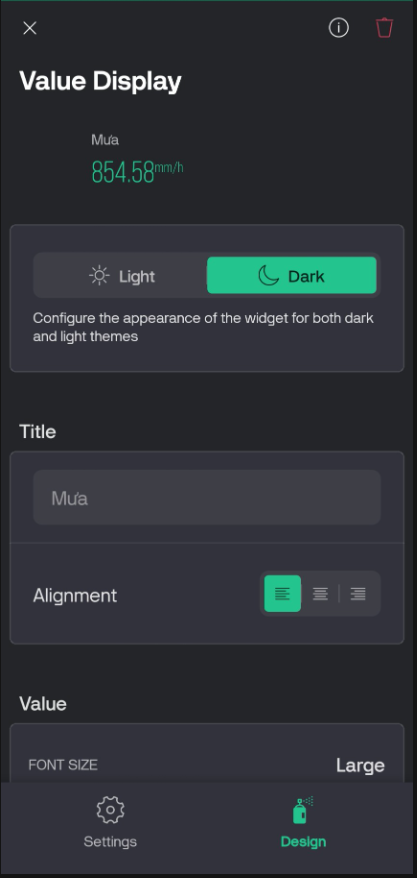 Value Display
Mưa
854.58mm/h
Light
Dark
Configure the appearance of the widget for both dark
and light themes
Title
Mưa
Alignment
Value
FONT SIZE
Large
Settings
Design